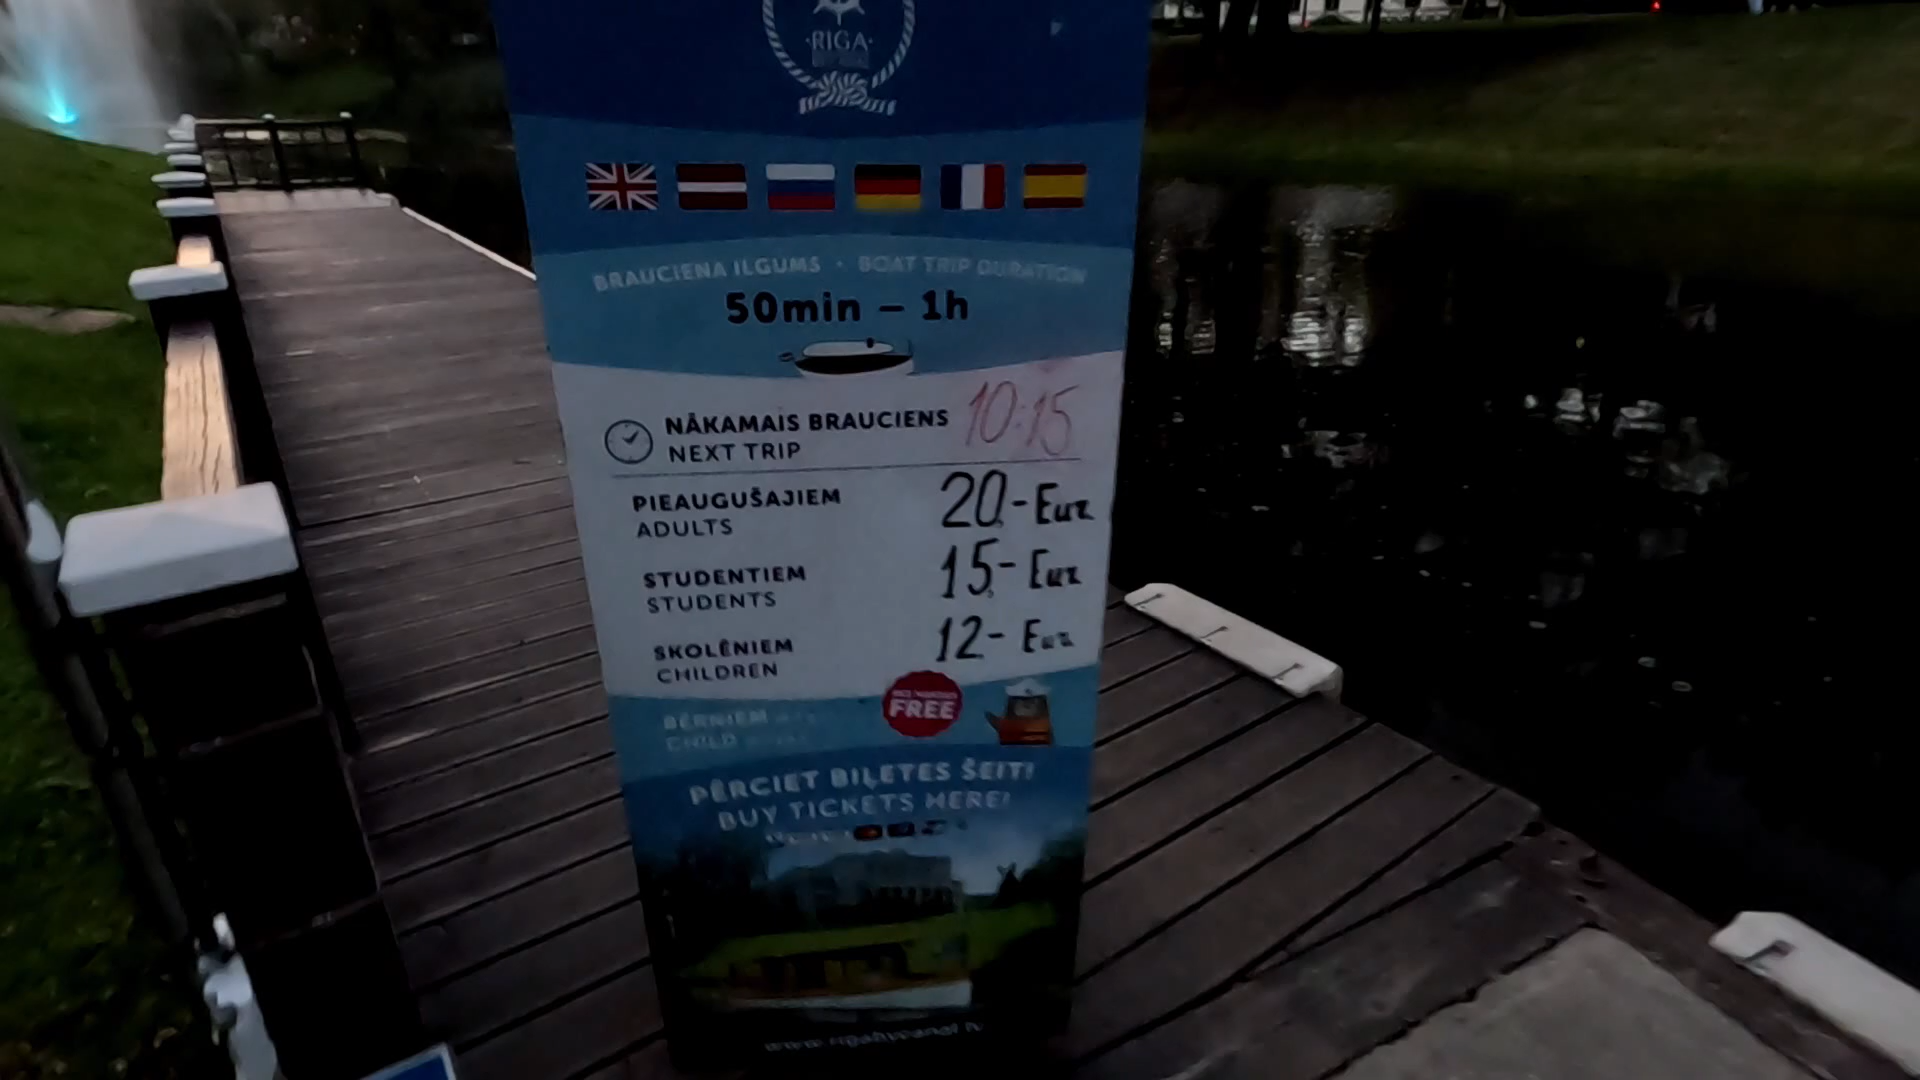 RIGA
BRAUCIENA ILGUMS • BOAT TRIP DURATION
50min – 1h
NĀKAMAIS BRAUCIENS 10:15
NEXT TRIP
PIEAUGUŠAJIEM 20,- Eur
ADULTS
STUDENTIEM 15,- Eur
STUDENTS
SKOLĒNIEM 12- Eur
CHILDREN
FREE
BĒRNIEM
CHILD
PĒRCIET BIĻETES ŠEIT!
BUY TICKETS HERE!